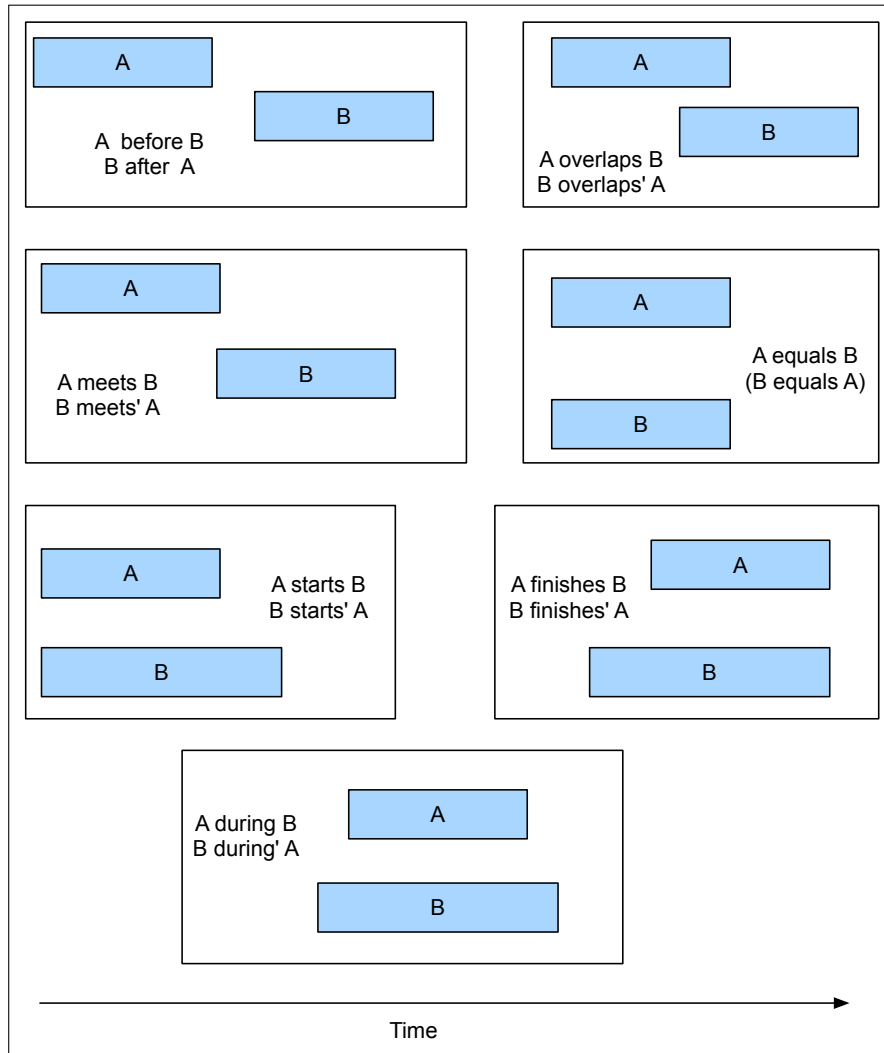 A
B
A before B
B after A
A
B
A overlaps B
B overlaps' A
A
B
A meets B
B meets' A
A
A equals B
(B equals A)
B
A
A starts B
B starts' A
B
A
A finishes B
B finishes' A
B
A
A during B
B during' A
B
Time